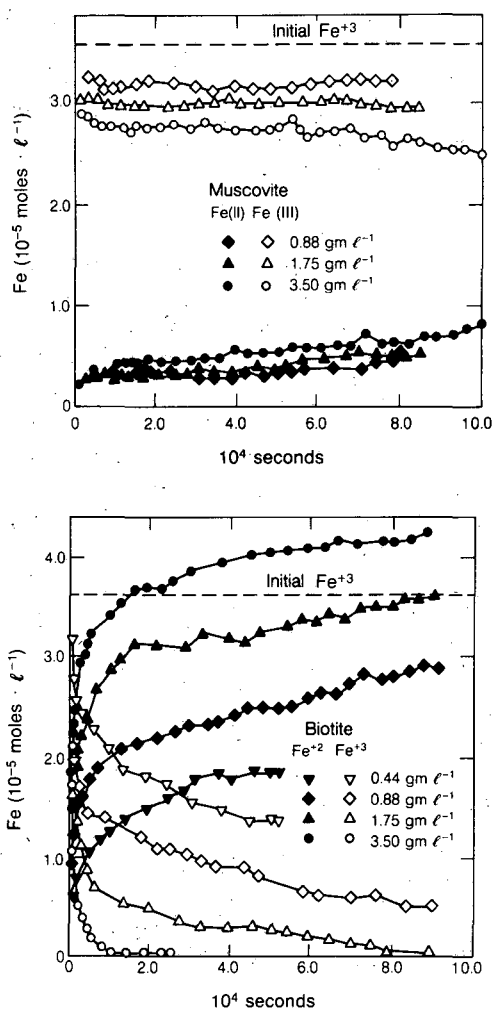 Initial Fe⁺³
3.0
2.0
1.0
0
Fe (10⁻⁵ moles · ℓ⁻¹)
Muscovite
Fe(II) Fe (III)
0.88 gm ℓ⁻¹
1.75 gm ℓ⁻¹
3.50 gm ℓ⁻¹
0 2.0 4.0 6.0 8.0 10.0
10⁴ seconds
4.0
Initial Fe⁺³
3.0
2.0
1.0
0
Fe (10⁻⁵ moles · ℓ⁻¹)
Biotite
Fe⁺² Fe⁺³
0.44 gm ℓ⁻¹
0.88 gm ℓ⁻¹
1.75 gm ℓ⁻¹
3.50 gm ℓ⁻¹
0 2.0 4.0 6.0 8.0 10.0
10⁴ seconds